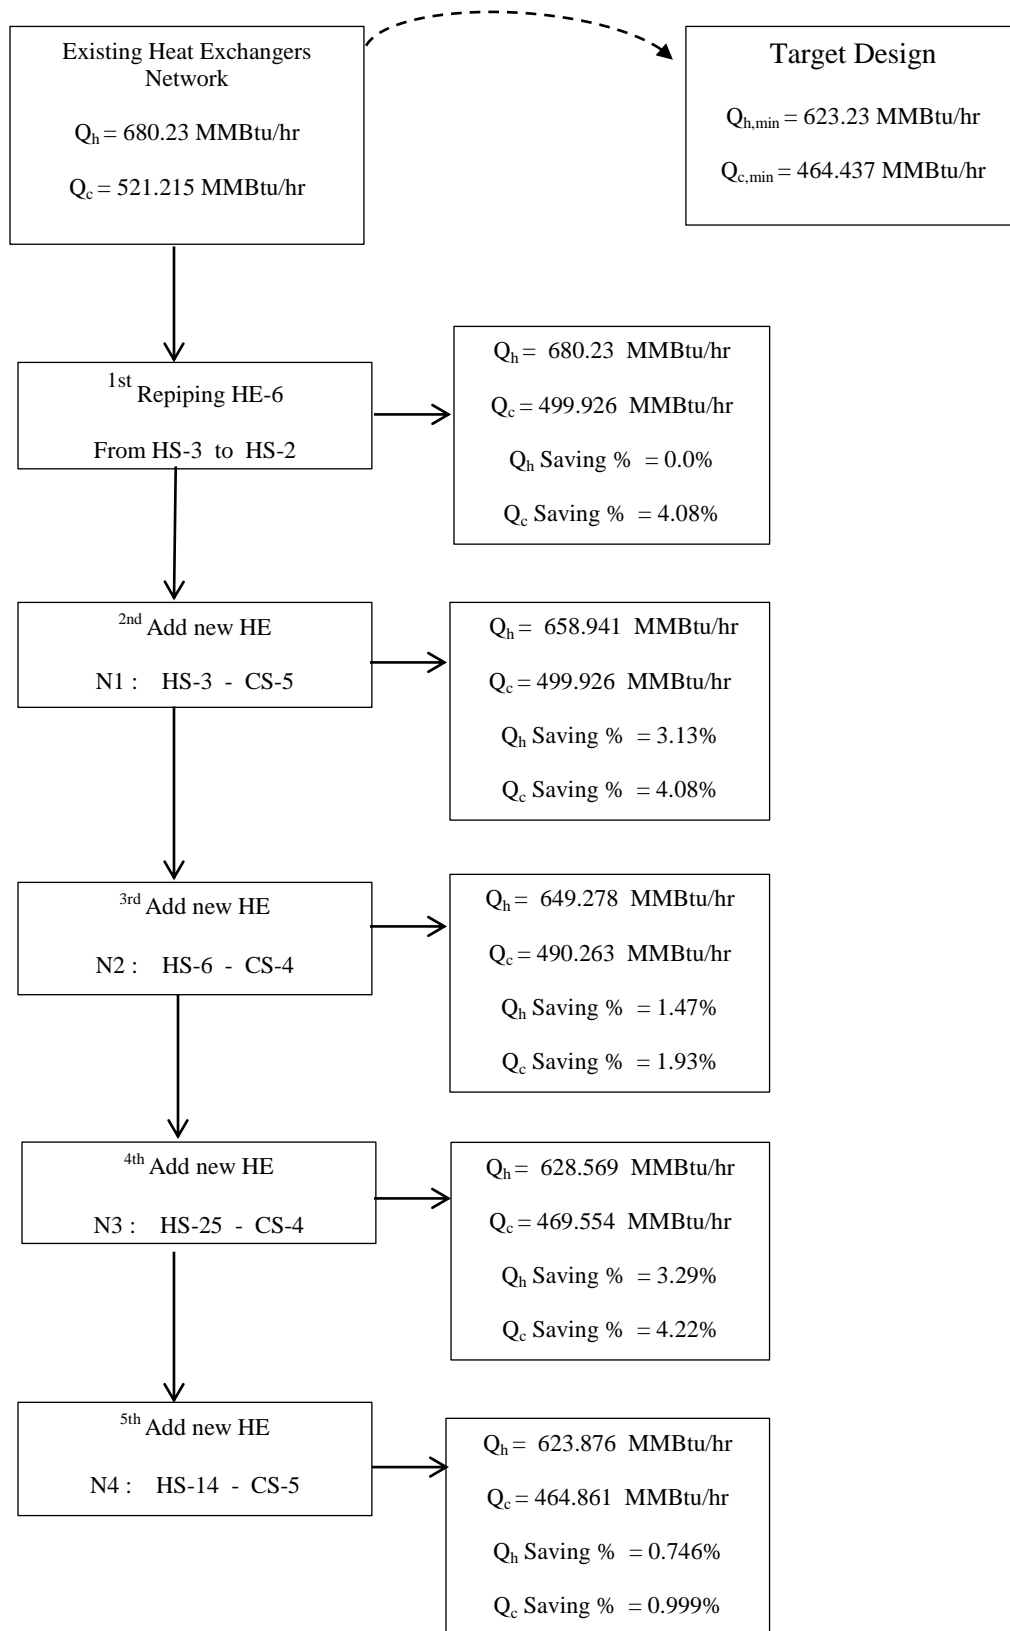 Existing Heat Exchangers
Network
Qh = 680.23 MMBtu/hr
Qc = 521.215 MMBtu/hr
Target Design
Qh,min = 623.23 MMBtu/hr
Qc,min = 464.437 MMBtu/hr
1st Repiping HE-6
From HS-3 to HS-2
Qh = 680.23 MMBtu/hr
Qc = 499.926 MMBtu/hr
Qh Saving % = 0.0%
Qc Saving % = 4.08%
2nd Add new HE
N1 : HS-3 - CS-5
Qh = 658.941 MMBtu/hr
Qc = 499.926 MMBtu/hr
Qh Saving % = 3.13%
Qc Saving % = 4.08%
3rd Add new HE
N2 : HS-6 - CS-4
Qh = 649.278 MMBtu/hr
Qc = 490.263 MMBtu/hr
Qh Saving % = 1.47%
Qc Saving % = 1.93%
4th Add new HE
N3 : HS-25 - CS-4
Qh = 628.569 MMBtu/hr
Qc = 469.554 MMBtu/hr
Qh Saving % = 3.29%
Qc Saving % = 4.22%
5th Add new HE
N4 : HS-14 - CS-5
Qh = 623.876 MMBtu/hr
Qc = 464.861 MMBtu/hr
Qh Saving % = 0.746%
Qc Saving % = 0.999%